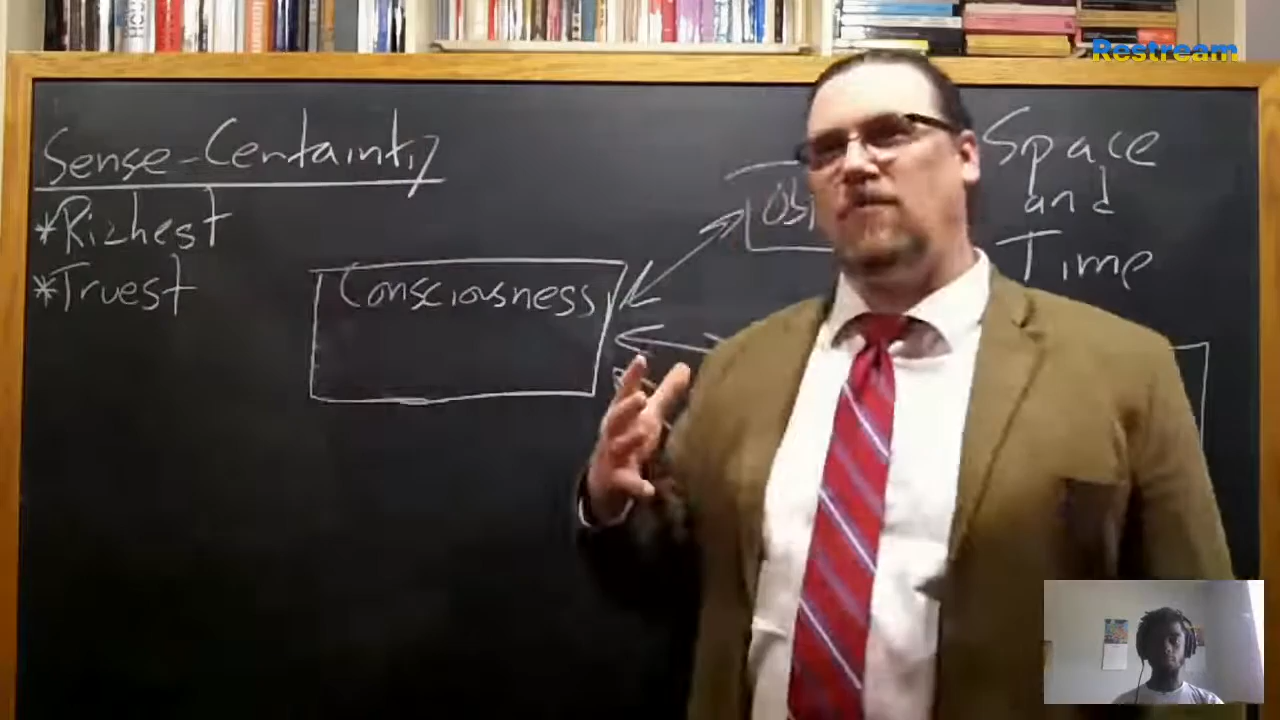 Restream
Sense-Certainty
*Richest
*Truest
Consciousness
Space
and
Time